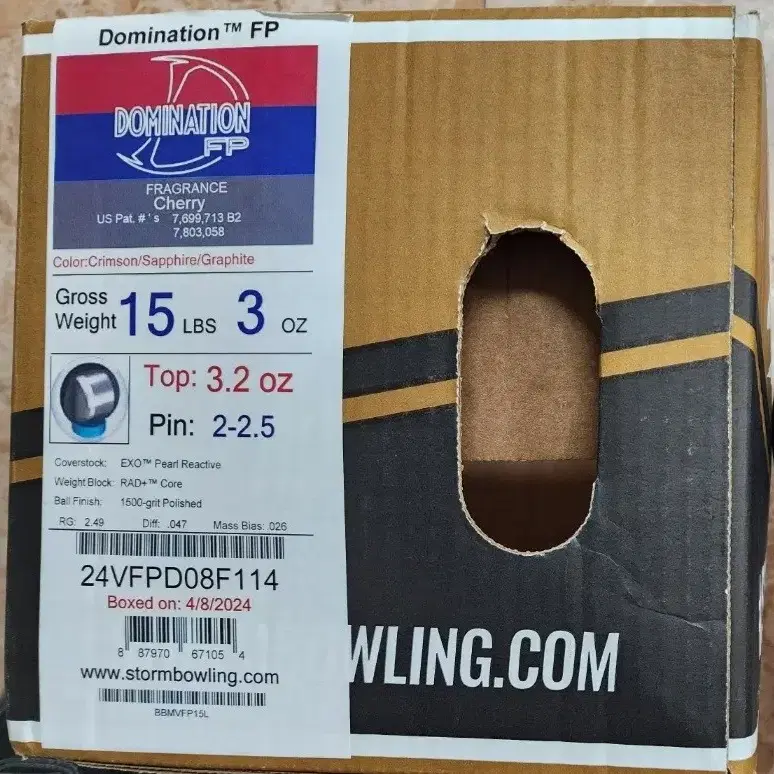 Domination™ FP
DOMINATION
FP
FRAGRANCE
Cherry
US Pat. #'s 7,699,713 B2
7,803,058
Color:Crimson/Sapphire/Graphite
Gross Weight 15 LBS 3 OZ
Top: 3.2 oz
Pin: 2-2.5
Coverstock: EXO™ Pearl Reactive
Weight Block: RAD+™ Core
Ball Finish: 1500-grit Polished
RG: 2.49 Diff: .047 Mass Bias: .026
24VFPD08F114
Boxed on: 4/8/2024
8 87970 67105 4
www.stormbowling.com
BBMVFP15L
WLING.COM